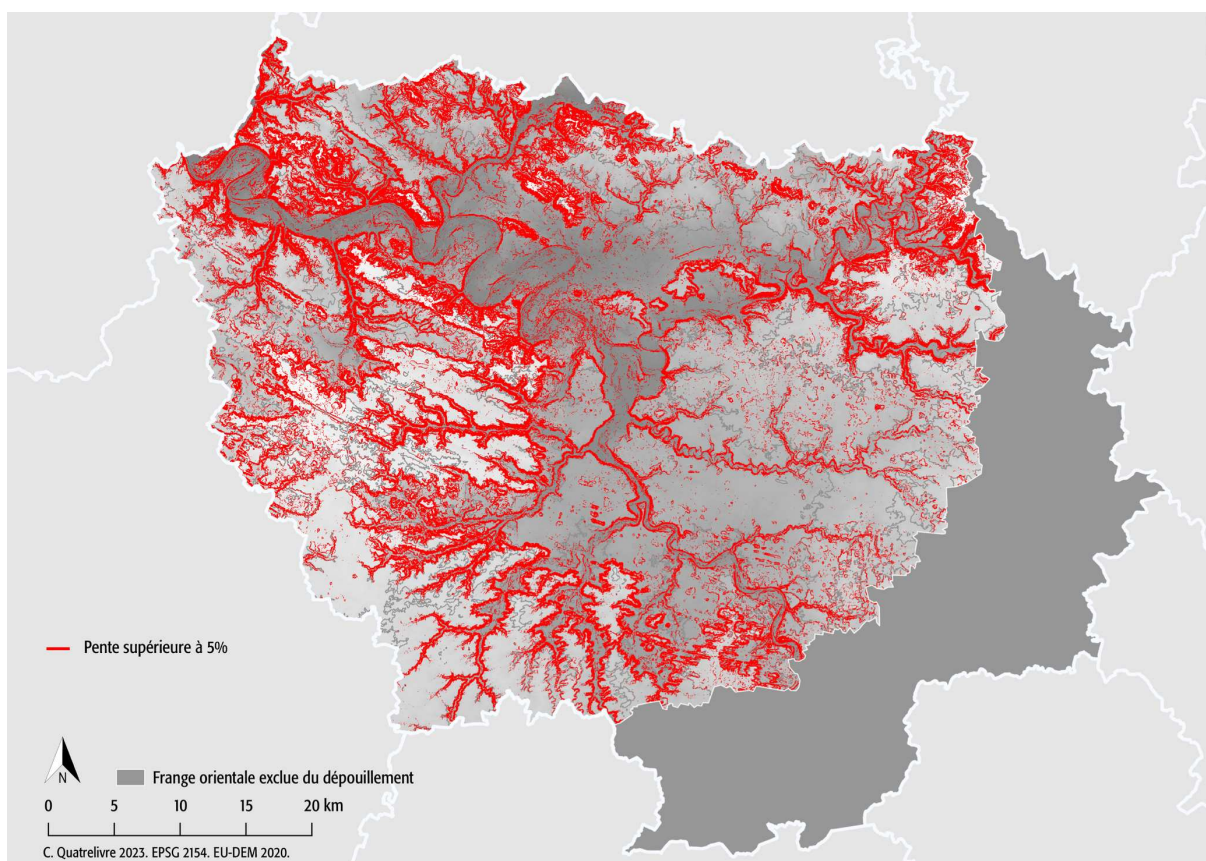 Pente supérieure à 5%
N
Frange orientale exclue du dépouillement
0 5 10 15 20 km
C. Quatrelivre 2023. EPSG 2154. EU-DEM 2020.